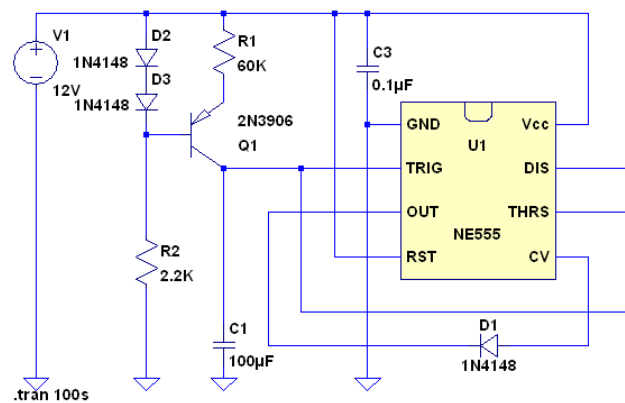 V1
12V
D2
1N4148
D3
1N4148
R1
60K
2N3906
Q1
R2
2.2K
C1
100µF
C3
0.1µF
GND
Vcc
U1
TRIG
DIS
OUT
THRS
NE555
RST
CV
D1
1N4148
.tran 100s